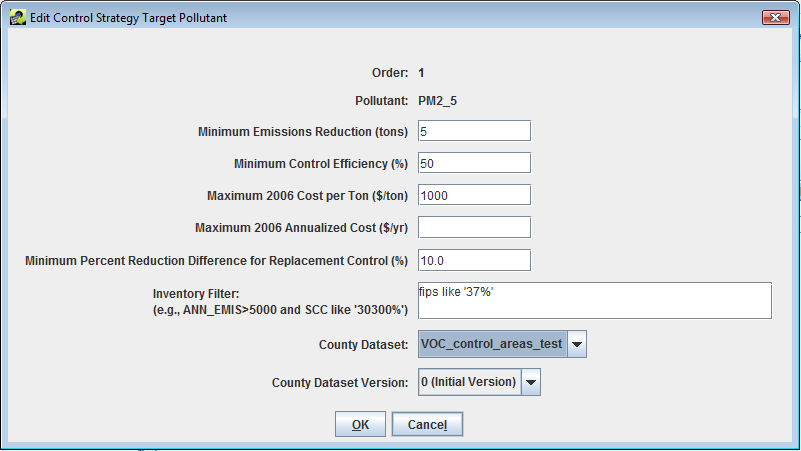 Edit Control Strategy Target Pollutant
Order: 1
Pollutant: PM2_5
Minimum Emissions Reduction (tons) 5
Minimum Control Efficiency (%) 50
Maximum 2006 Cost per Ton ($/ton) 1000
Maximum 2006 Annualized Cost ($/yr)
Minimum Percent Reduction Difference for Replacement Control (%) 10.0
Inventory Filter: fips like '37%'
(e.g., ANN_EMIS>5000 and SCC like '30300%')
County Dataset: VOC_control_areas_test
County Dataset Version: 0 (Initial Version)
OK Cancel